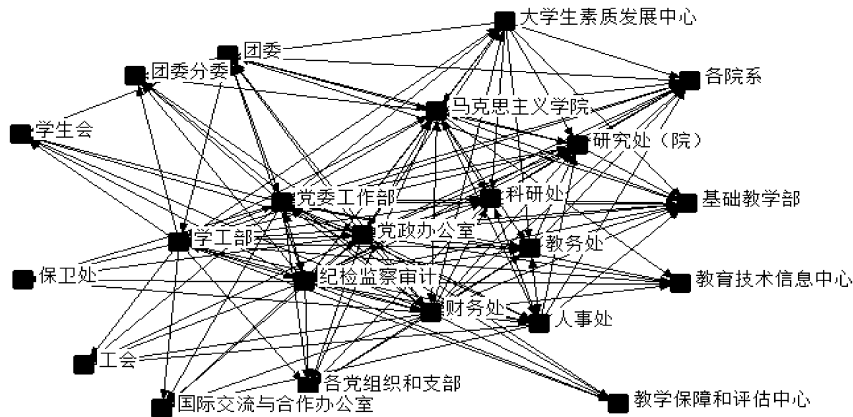 大学生素质发展中心
团委
团委分委
各院系
马克思主义学院
学生会
研究处（院）
党委工作部
科研处
基础教学部
党政办公室
学工部
教务处
保卫处
纪检监察审计
教育技术信息中心
财务处
人事处
工会
各党组织和支部
国际交流与合作办公室
教学保障和评估中心